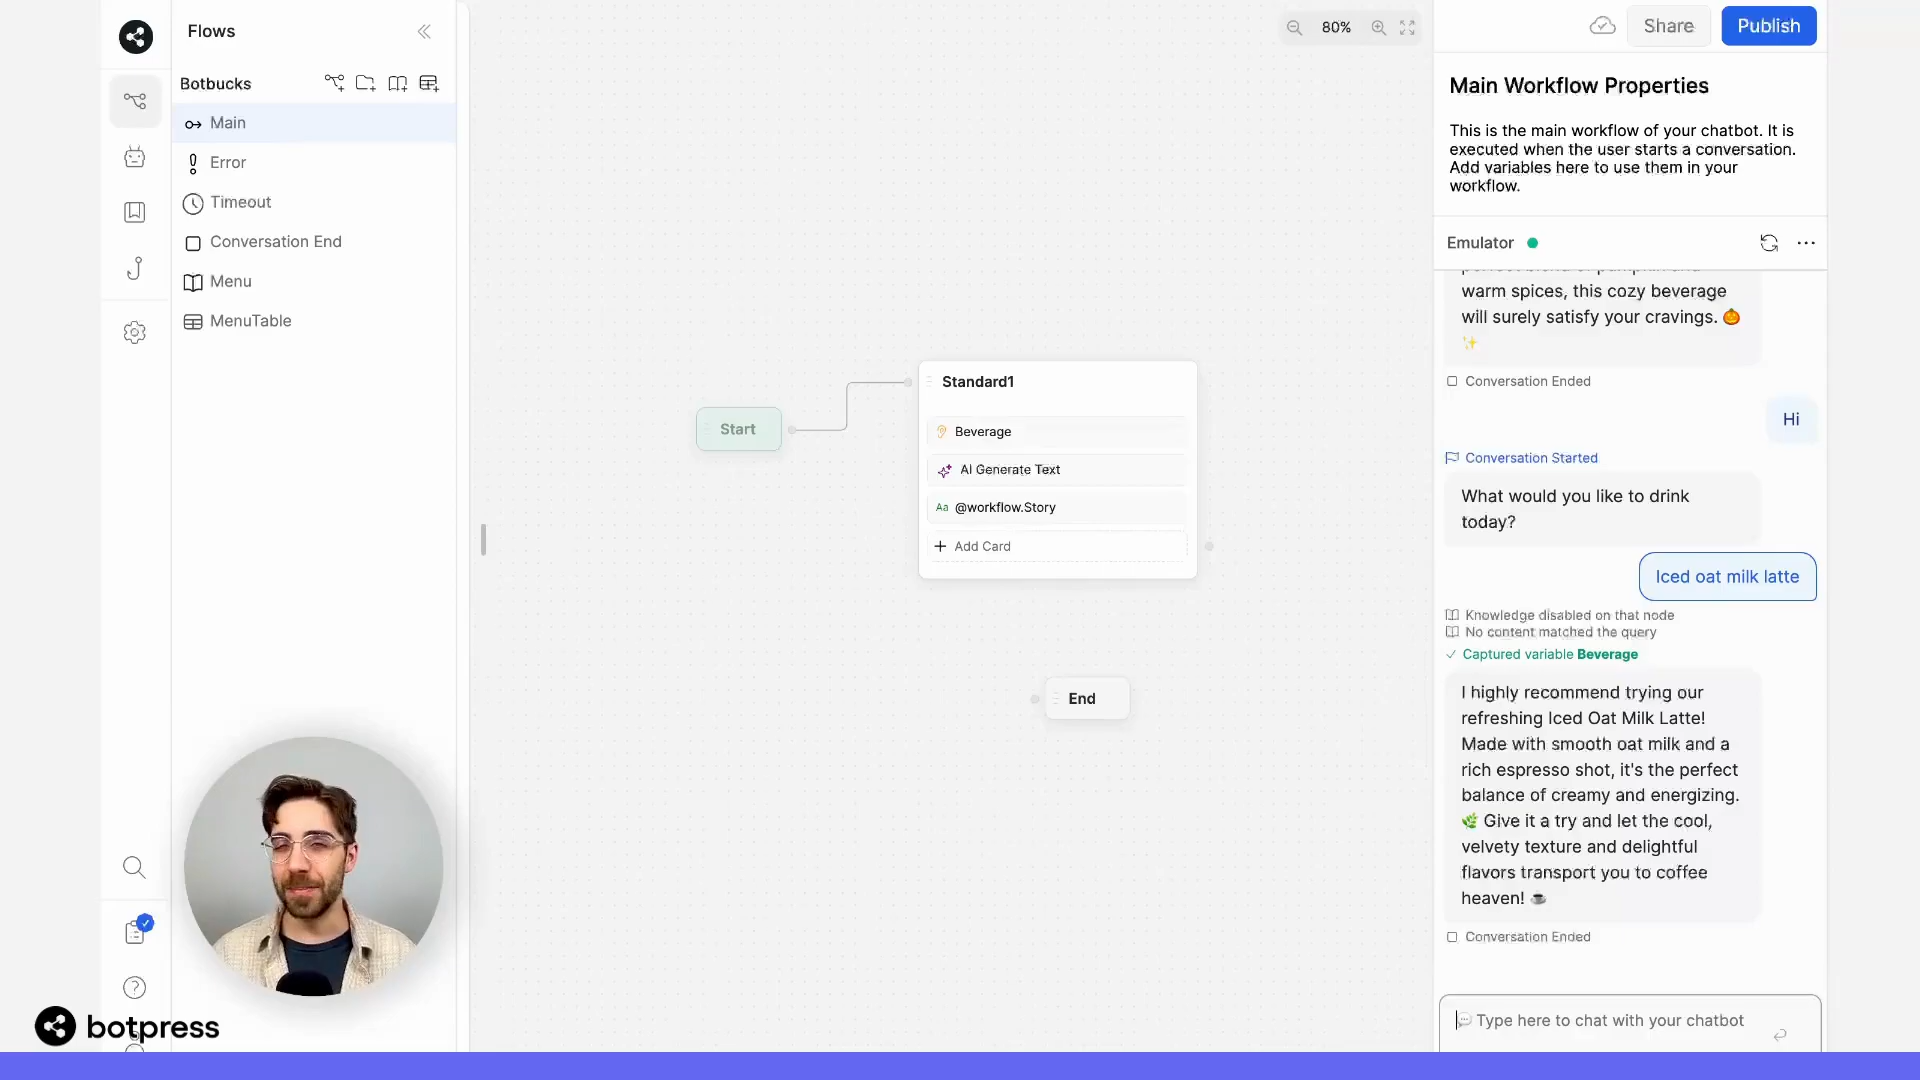 Flows
Botbucks
Main
Error
Timeout
Conversation End
Menu
MenuTable
botpress
80%
Start
Standard1
Beverage
AI Generate Text
Aa @workflow.Story
Add Card
End
Share
Publish
Main Workflow Properties
This is the main workflow of your chatbot. It is
executed when the user starts a conversation.
Add variables here to use them in your
workflow.
Emulator
warm spices, this cozy beverage
will surely satisfy your cravings. 🎃
✨
Conversation Ended
Hi
Conversation Started
What would you like to drink
today?
Iced oat milk latte
Knowledge disabled on that node
No content matched the query
Captured variable Beverage
I highly recommend trying our
refreshing Iced Oat Milk Latte!
Made with smooth oat milk and a
rich espresso shot, it's the perfect
balance of creamy and energizing.
🌿 Give it a try and let the cool,
velvety texture and delightful
flavors transport you to coffee
heaven! ☕
Conversation Ended
Type here to chat with your chatbot